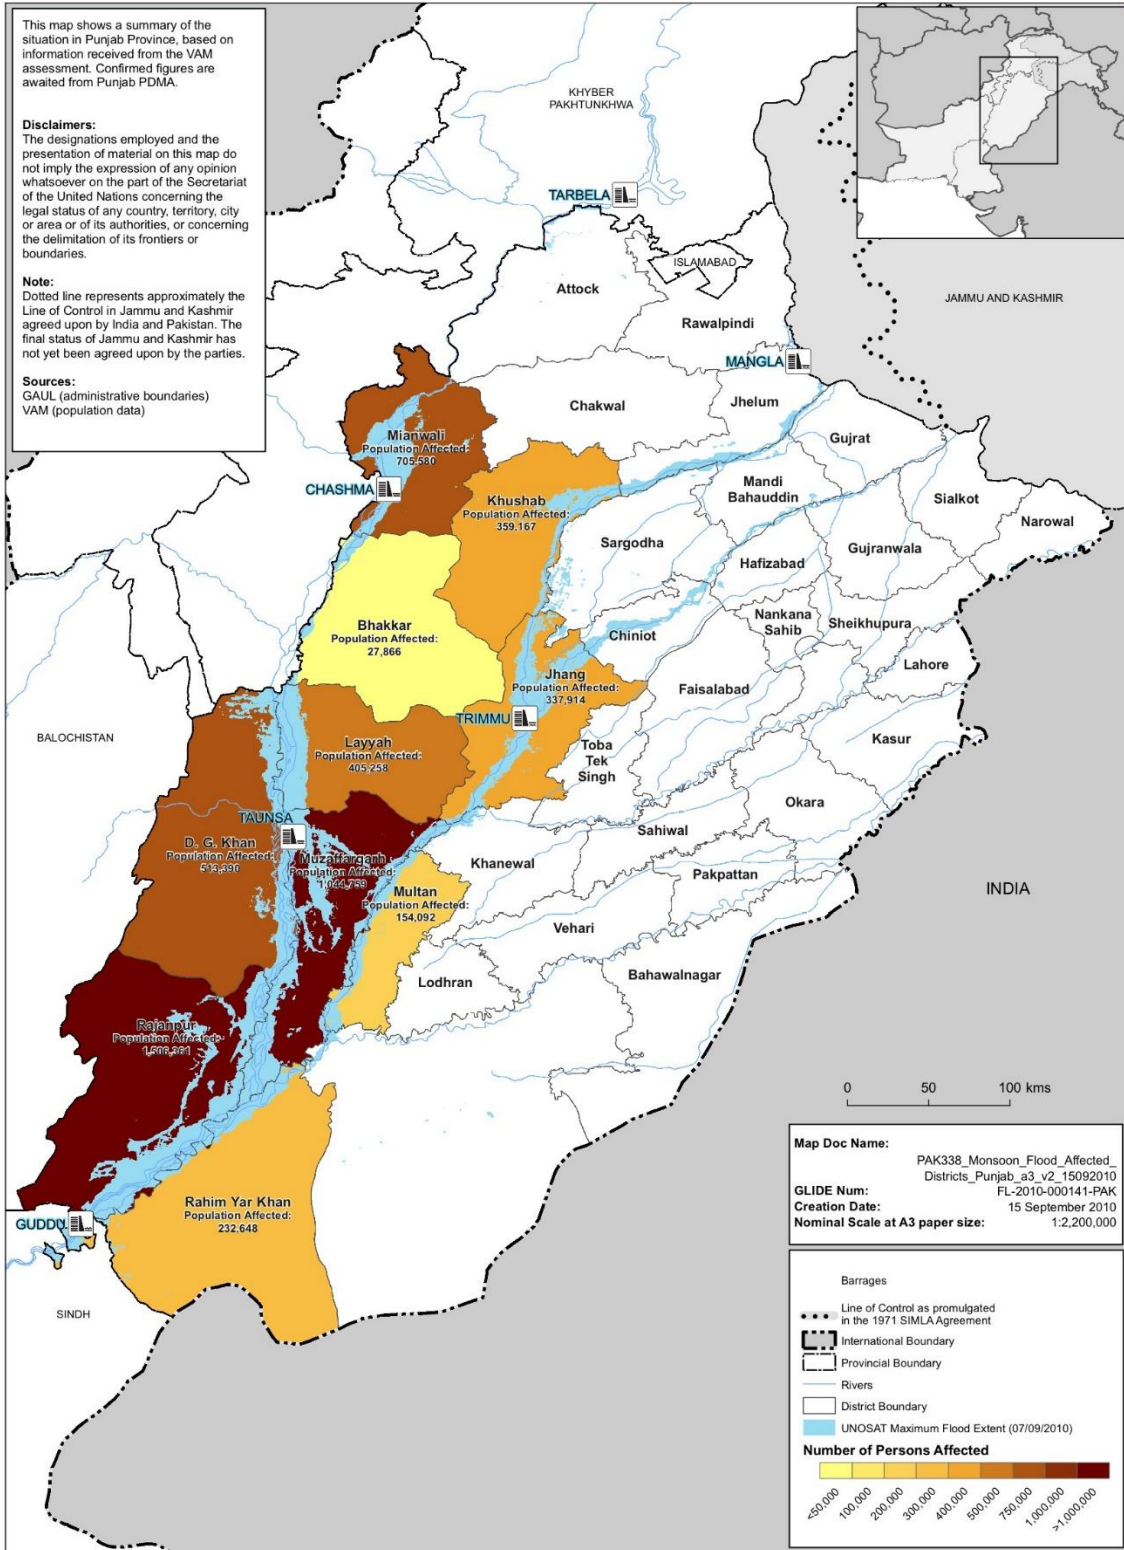 This map shows a summary of the
situation in Punjab Province, based on
information received from the VAM
assessment. Confirmed figures are
awaited from Punjab PDMA.
Disclaimers:
The designations employed and the
presentation of material on this map do
not imply the expression of any opinion
whatsoever on the part of the Secretariat
of the United Nations concerning the
legal status of any country, territory, city
or area or of its authorities, or concerning
the delimitation of its frontiers or
boundaries.
Note:
Dotted line represents approximately the
Line of Control in Jammu and Kashmir
agreed upon by India and Pakistan. The
final status of Jammu and Kashmir has
not yet been agreed upon by the parties.
Sources:
GAUL (administrative boundaries)
VAM (population data)
KHYBER
PAKHTUNKHWA
TARBELA
ISLAMABAD
Attock
JAMMU AND KASHMIR
Rawalpindi
MANGLA
Chakwal
Jhelum
Mianwali
Population Affected:
705,580
Gujrat
CHASHMA
Khushab
Population Affected:
359,167
Mandi
Bahauddin
Sialkot
Narowal
Sargodha
Hafizabad
Gujranwala
Bhakkar
Population Affected:
27,866
Nankana
Sahib
Sheikhupura
Chiniot
Lahore
Jhang
Population Affected:
337,914
Faisalabad
TRIMMU
BALOCHISTAN
Layyah
Population Affected:
405,258
Toba
Tek
Singh
Kasur
Okara
TAUNSA
Sahiwal
D. G. Khan
Population Affected:
513,390
Muzaffargarh
Population Affected:
1,044,759
Khanewal
Pakpattan
Multan
Population Affected:
154,092
INDIA
Vehari
Lodhran
Bahawalnagar
Rajanpur
Population Affected:
1,506,361
0 50 100 kms
Rahim Yar Khan
Population Affected:
232,648
GUDDU
SINDH
Map Doc Name:
PAK338_Monsoon_Flood_Affected_
Districts_Punjab_a3_v2_15092010
GLIDE Num: FL-2010-000141-PAK
Creation Date: 15 September 2010
Nominal Scale at A3 paper size: 1:2,200,000
Barrages
Line of Control as promulgated
in the 1971 SIMLA Agreement
International Boundary
Provincial Boundary
Rivers
District Boundary
UNOSAT Maximum Flood Extent (07/09/2010)
Number of Persons Affected
<50,000 100,000 200,000 300,000 400,000 500,000 750,000 1,000,000 >1,000,000